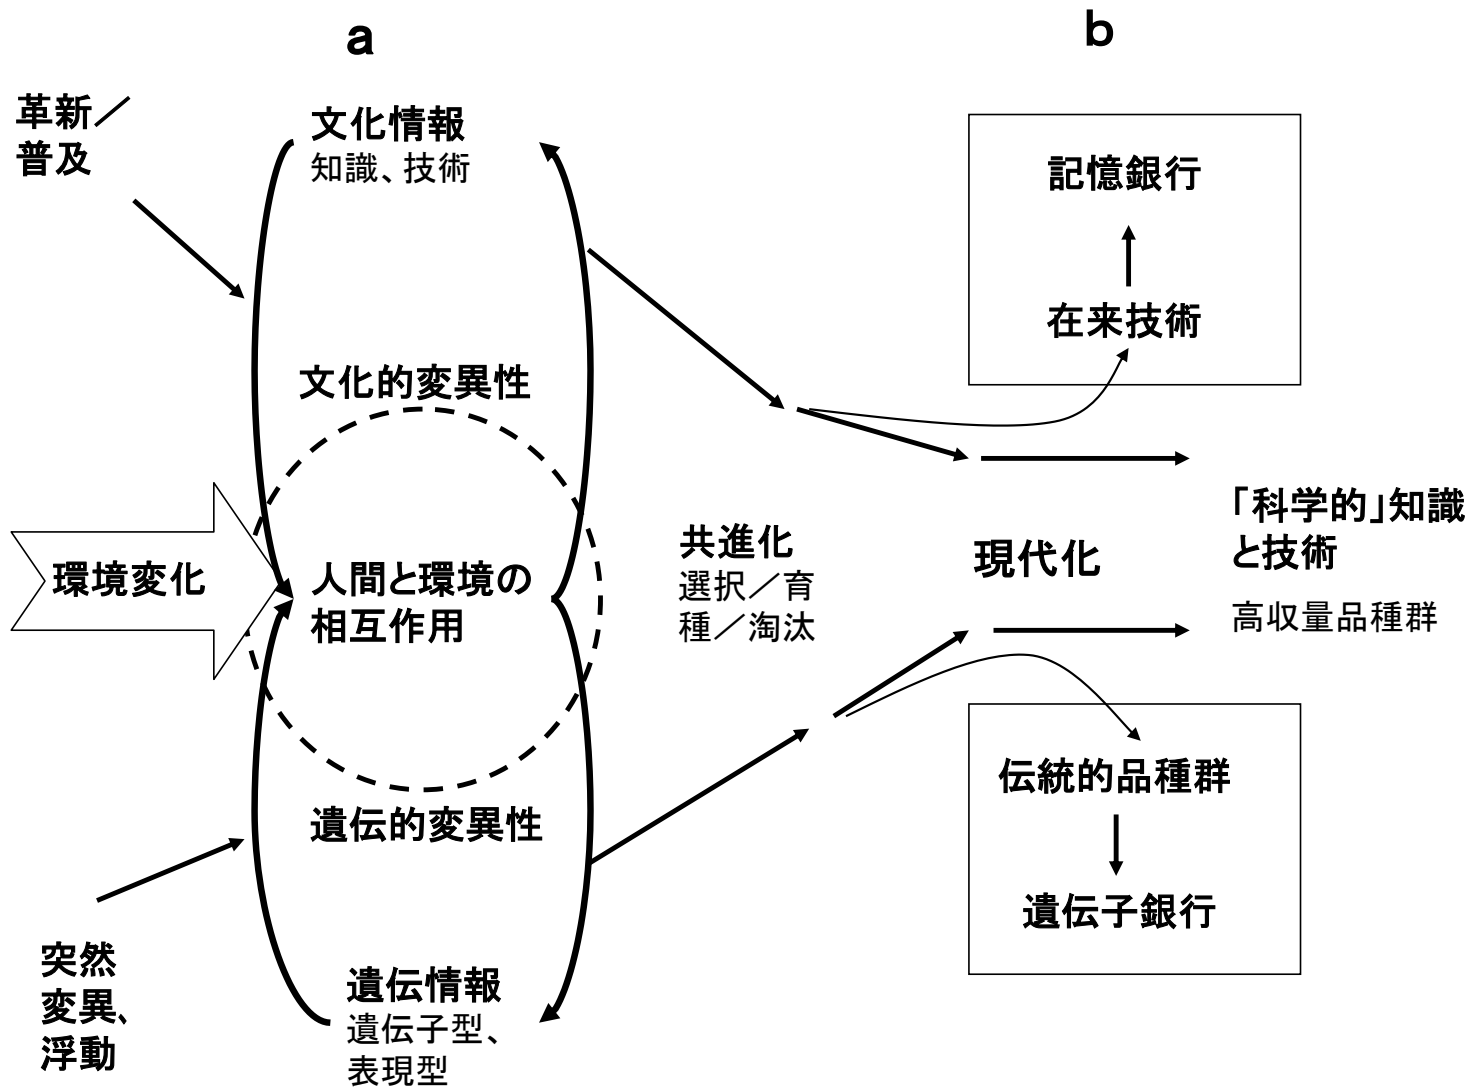 a
b
革新／
普及
文化情報
知識、技術
記憶銀行
在来技術
文化的変異性
環境変化
人間と環境の
相互作用
共進化
選択／育
種／淘汰
現代化
「科学的」知識
と技術
高収量品種群
伝統的品種群
遺伝子銀行
遺伝的変異性
突然
変異、
浮動
遺伝情報
遺伝子型、
表現型